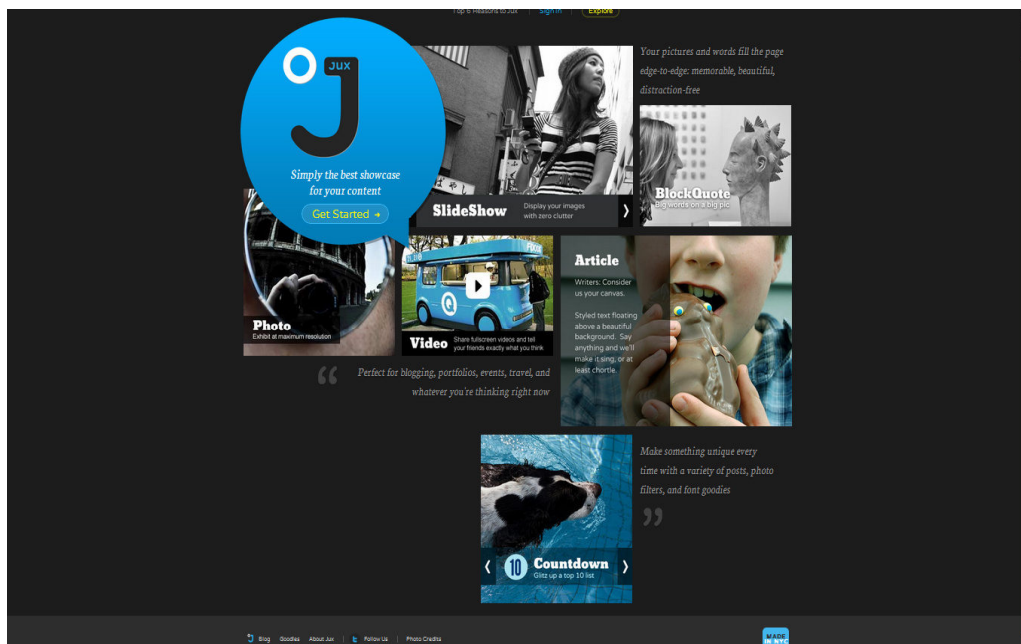 Top 6 Reasons to Jux | Sign In | Explore
JUX
Simply the best showcase
for your content
Get Started
Your pictures and words fill the page
edge-to-edge: memorable, beautiful,
distraction-free
SlideShow
Display your images
with zero clutter
BlockQuote
Big words on a big pic
Photo
Exhibit at maximum resolution
Video
Share fullscreen videos and tell
your friends exactly what you think
Article
Writers: Consider
us your canvas.
Styled text floating
above a beautiful
background. Say
anything and we'll
make it sing, or at
least chortle.
“ Perfect for blogging, portfolios, events, travel, and
whatever you're thinking right now
10 Countdown
Glitz up a top 10 list
Make something unique every
time with a variety of posts, photo
filters, and font goodies
”
Blog Goodies About Jux | Follow Us | Photo Credits
MADE
IN NYC